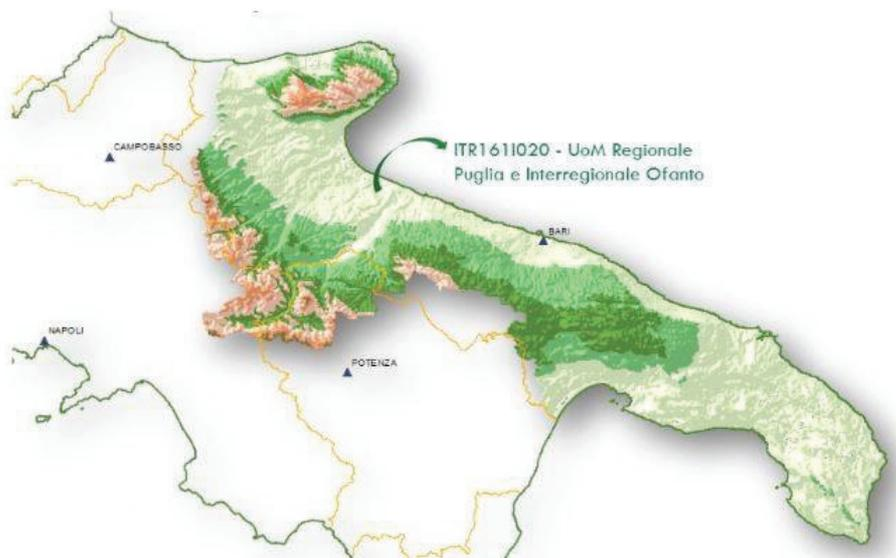 CAMPOBASSO
ITR161I020 - UoM Regionale
Puglia e Interregionale Ofanto
BARI
NAPOLI
POTENZA